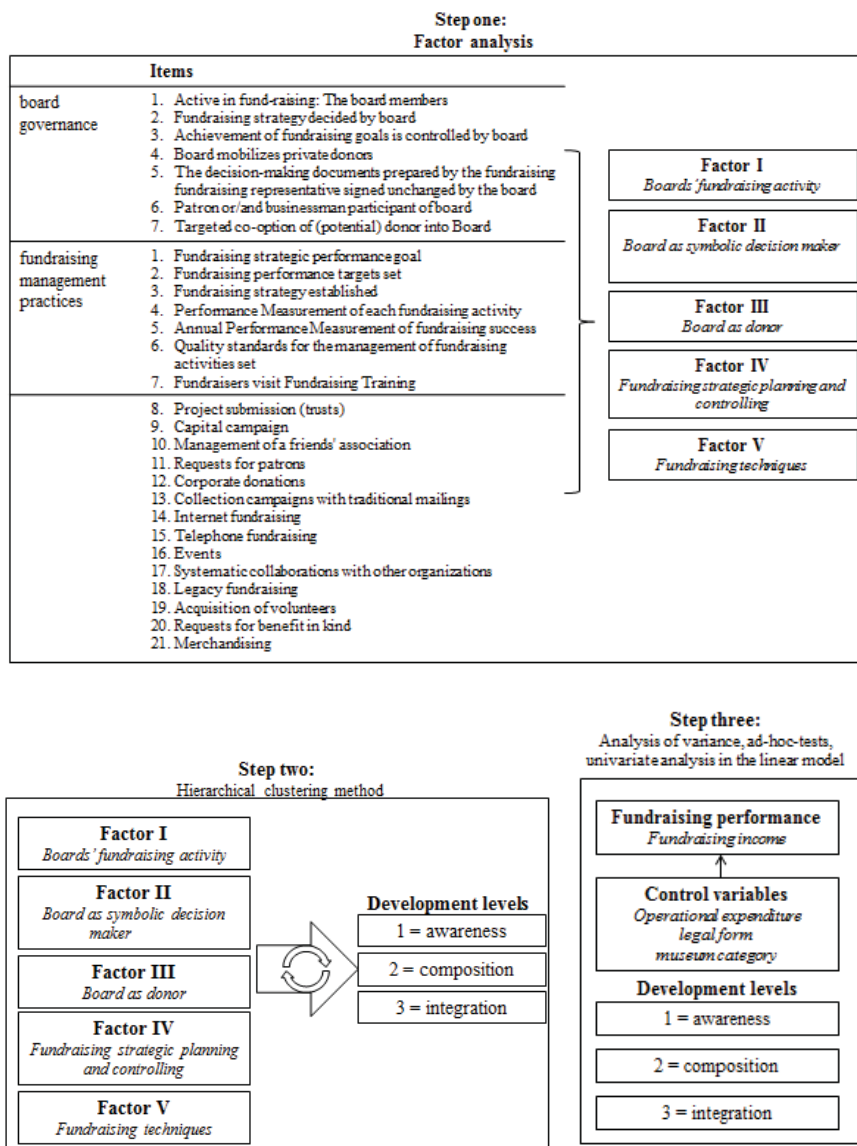 Step one:
Factor analysis
Items
board
governance
1. Active in fund-raising: The board members
2. Fundraising strategy decided by board
3. Achievement of fundraising goals is controlled by board
4. Board mobilizes private donors
5. The decision-making documents prepared by the fundraising
fundraising representative signed unchanged by the board
6. Patron or/and businessman participant of board
7. Targeted co-option of (potential) donor into Board
fundraising
management
practices
1. Fundraising strategic performance goal
2. Fundraising performance targets set
3. Fundraising strategy established
4. Performance Measurement of each fundraising activity
5. Annual Performance Measurement of fundraising success
6. Quality standards for the management of fundraising
activities set
7. Fundraisers visit Fundraising Training
8. Project submission (trusts)
9. Capital campaign
10. Management of a friends' association
11. Requests for patrons
12. Corporate donations
13. Collection campaigns with traditional mailings
14. Internet fundraising
15. Telephone fundraising
16. Events
17. Systematic collaborations with other organizations
18. Legacy fundraising
19. Acquisition of volunteers
20. Requests for benefit in kind
21. Merchandising
Factor I
Boards' fundraising activity
Factor II
Board as symbolic decision maker
Factor III
Board as donor
Factor IV
Fundraising strategic planning and
controlling
Factor V
Fundraising techniques
Step two:
Hierarchical clustering method
Factor I
Boards' fundraising activity
Factor II
Board as symbolic decision
maker
Factor III
Board as donor
Factor IV
Fundraising strategic planning
and controlling
Factor V
Fundraising techniques
Development levels
1 = awareness
2 = composition
3 = integration
Step three:
Analysis of variance, ad-hoc-tests,
univariate analysis in the linear model
Fundraising performance
Fundraising income
Control variables
Operational expenditure
legal form
museum category
Development levels
1 = awareness
2 = composition
3 = integration